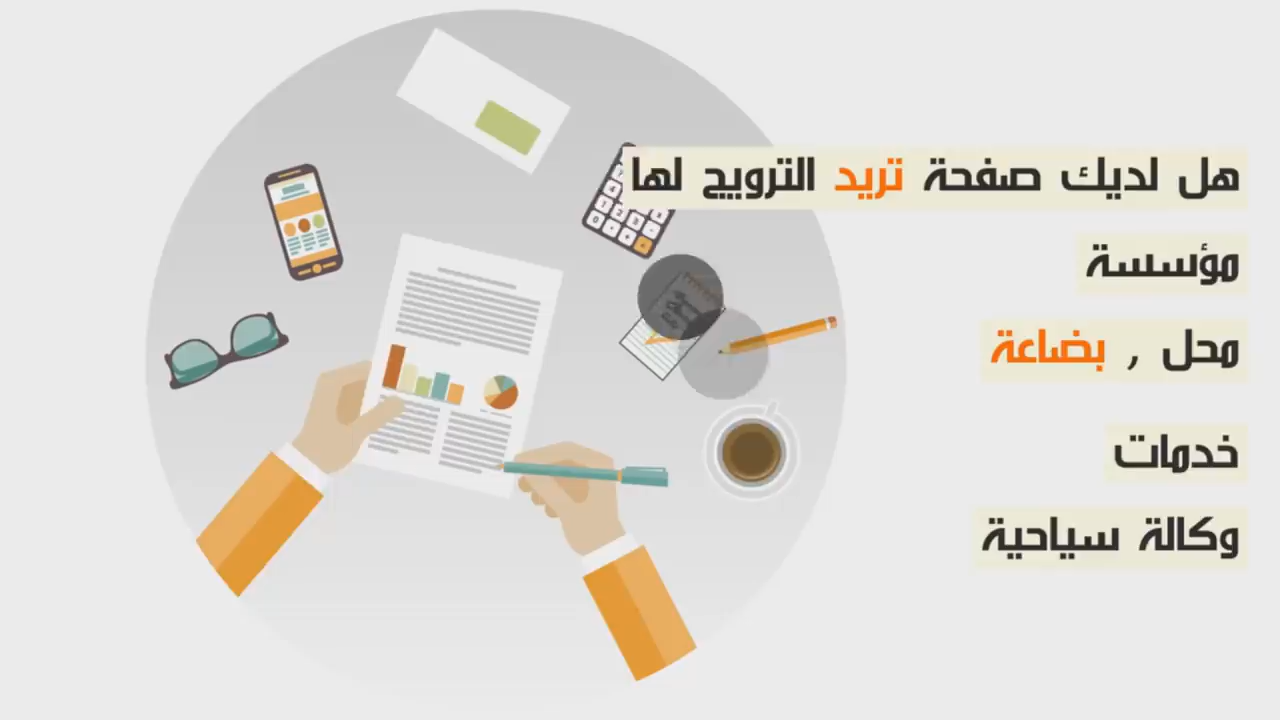 هل لديك صفحة تريد الترويج لها
مؤسسة
محل , بضاعة
خدمات
وكالة سياحية